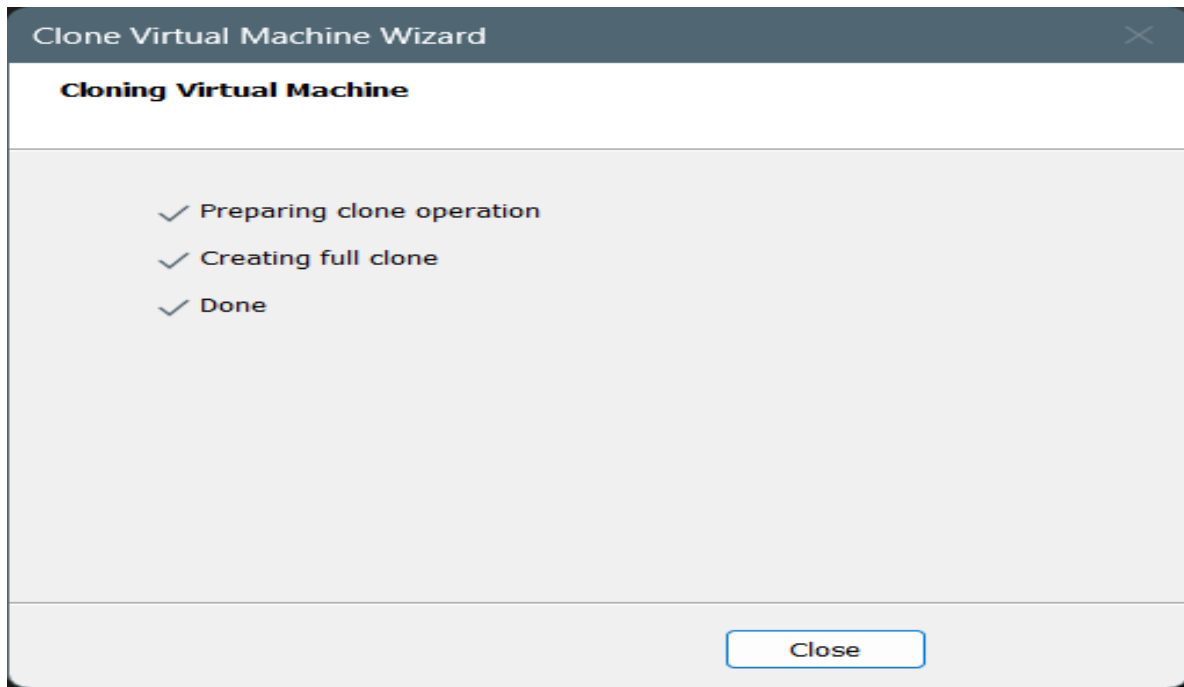 Clone Virtual Machine Wizard
Cloning Virtual Machine
Preparing clone operation
Creating full clone
Done
Close